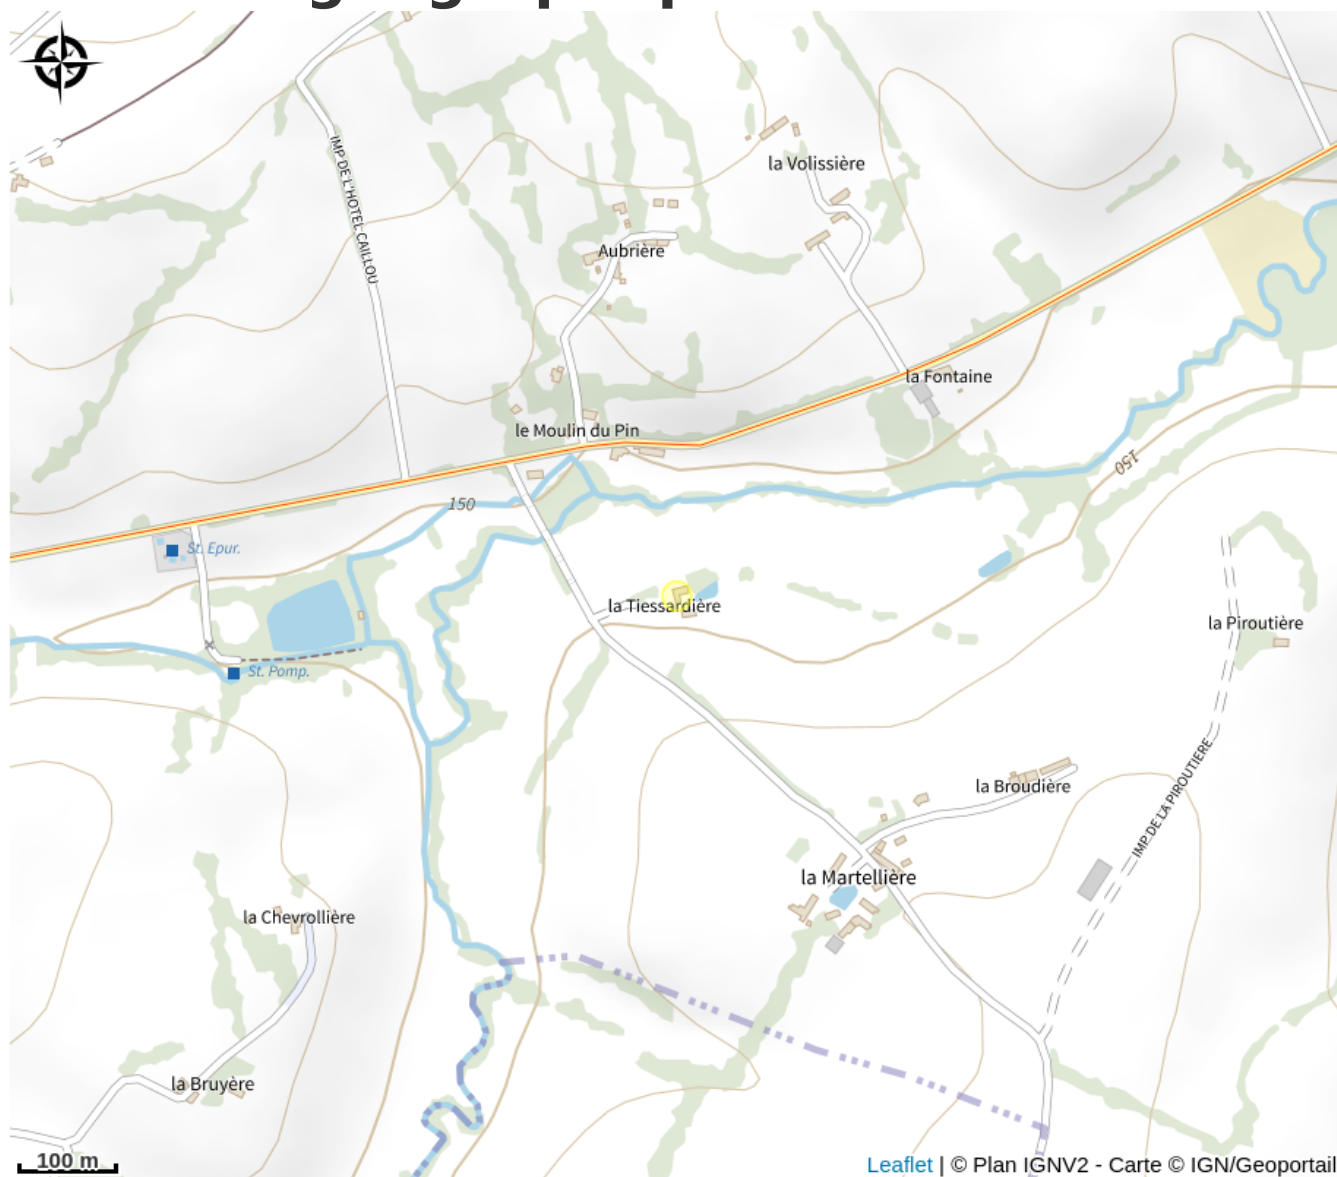 IMP DE L'HOTEL CAILLOU
la Volissière
Aubrière
la Fontaine
le Moulin du Pin
150
150
St. Epur.
la Tiessardière
la Piroutière
St. Pomp.
IMP DE LA PIROUTIERE
la Broudière
la Martellière
la Chevrollière
la Bruyère
100 m
Leaflet | © Plan IGNV2 - Carte © IGN/Geoportail